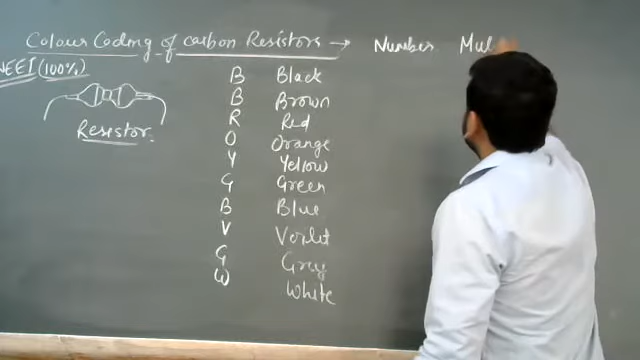 Colour Coding of carbon Resistors → Number Mul
NEET (100%)
Resistor.
B Black
B Brown
R Red
O Orange
Y Yellow
G Green
B Blue
V Voilet
G Grey
W White